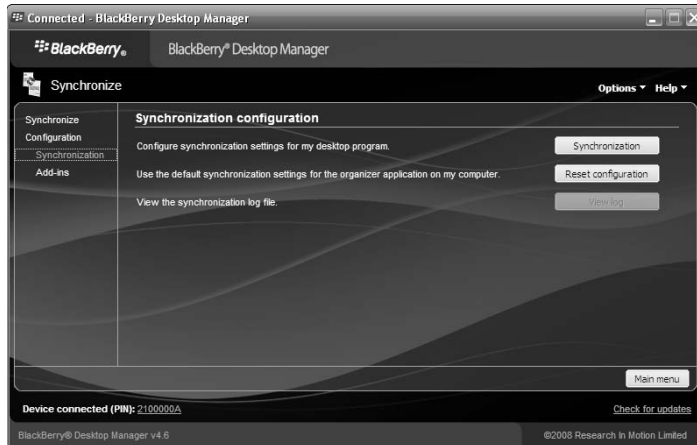 Connected - BlackBerry Desktop Manager
BlackBerry®
BlackBerry® Desktop Manager
Synchronize
Options Help
Synchronize
Configuration
Synchronization
Add-ins
Synchronization configuration
Configure synchronization settings for my desktop program.
Synchronization
Use the default synchronization settings for the organizer application on my computer.
Reset configuration
View the synchronization log file.
View log
Main menu
Device connected (PIN): 2100000A
Check for updates
BlackBerry® Desktop Manager v4.6
©2008 Research In Motion Limited